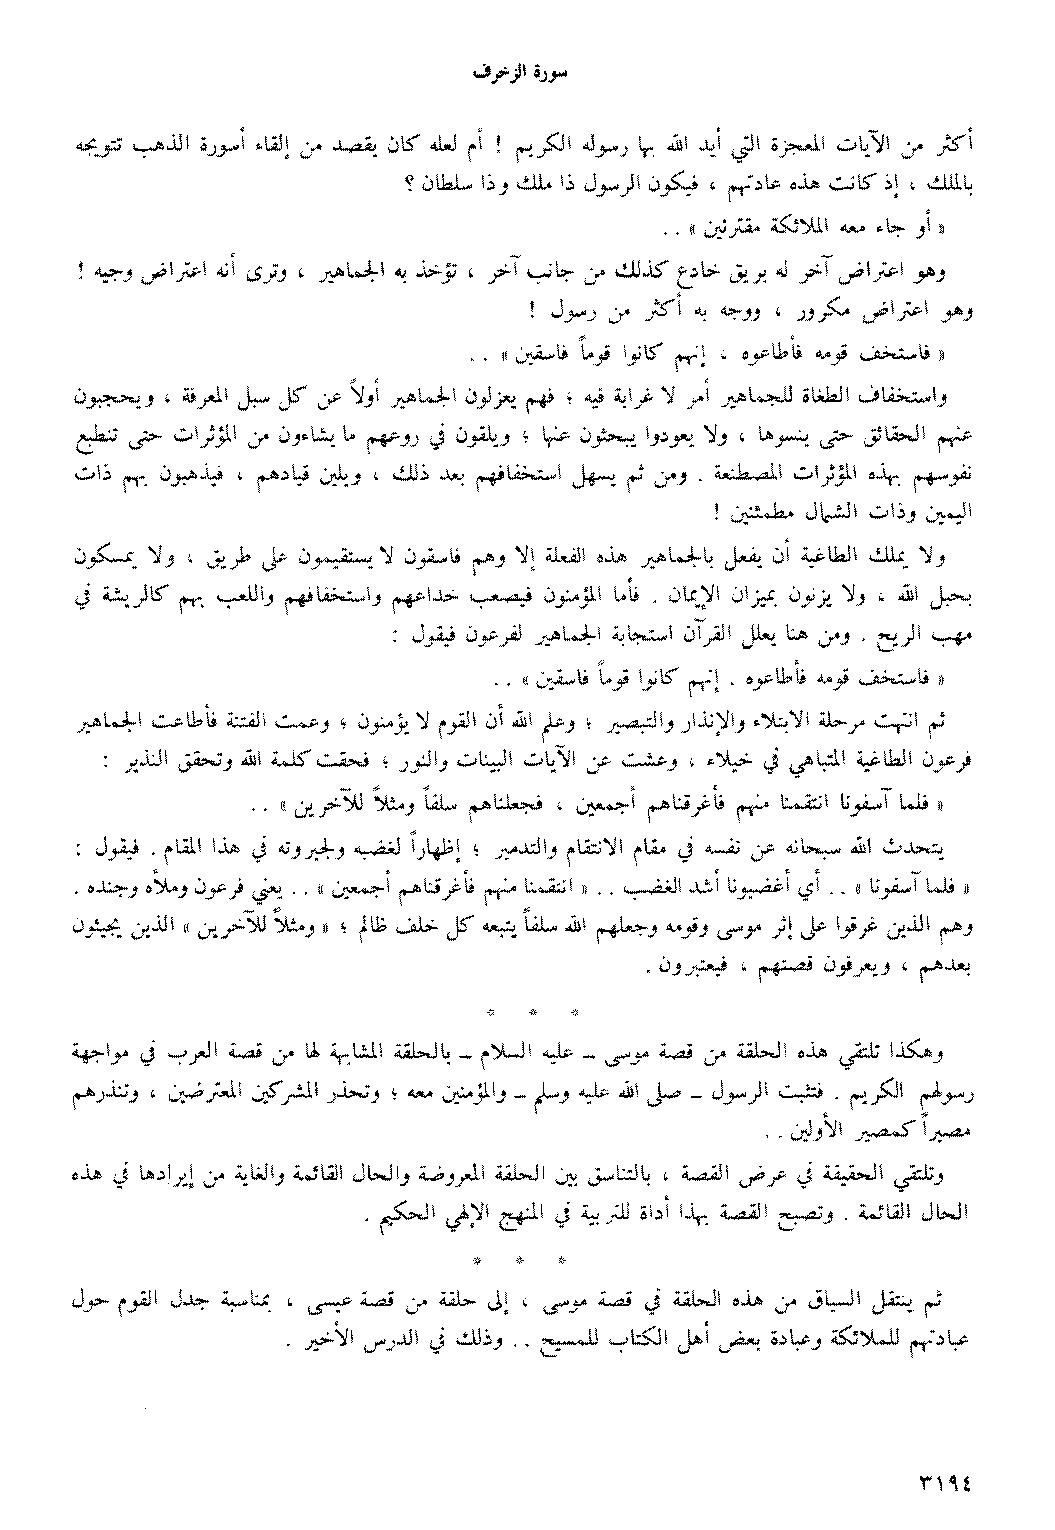 سورة الزخرف
أكثر من الآيات المعجزة التي أيد الله بها رسوله الكريم ! أم لعله كان يقصد من إلقاء أسورة الذهب تتويجه
بالملك ، إذ كانت هذه عادتهم ، فيكون الرسول ذا ملك وذا سلطان ؟
« أو جاء معه الملائكة مقترنين » . .
وهو اعتراض آخر له بريق خادع كذلك من جانب آخر ، تؤخذ به الجماهير ، وترى أنه اعتراض وجيه !
وهو اعتراض مكرور ، ووجه به أكثر من رسول !
« فاستخف قومه فأطاعوه ، إنهم كانوا قوماً فاسقين » . .
واستخفاف الطغاة للجماهير أمر لا غرابة فيه ؛ فهم يعزلون الجماهير أولاً عن كل سبل المعرفة ، ويحجبون
عنهم الحقائق حتى ينسوها ، ولا يعودوا يبحثون عنها ؛ ويلقون في روعهم ما يشاءون من المؤثرات حتى تنطبع
نفوسهم بهذه المؤثرات المصطنعة . ومن ثم يسهل استخفافهم بعد ذلك ، ويلين قيادهم ، فيذهبون بهم ذات
اليمين وذات الشمال مطمئنين !
ولا يملك الطاغية أن يفعل بالجماهير هذه الفعلة إلا وهم فاسقون لا يستقيمون على طريق ، ولا يمسكون
بحبل الله ، ولا يزنون بميزان الإيمان . فأما المؤمنون فيصعب خداعهم واستخفافهم واللعب بهم كالريشة في
مهب الريح . ومن هنا يعلل القرآن استجابة الجماهير لفرعون فيقول :
« فاستخف قومه فأطاعوه . إنهم كانوا قوماً فاسقين » . .
ثم انتهت مرحلة الابتلاء والإنذار والتبصير ؛ وعلم الله أن القوم لا يؤمنون ؛ وعمت الفتنة فأطاعت الجماهير
فرعون الطاغية المتباهي في خيلاء ، وعشت عن الآيات البينات والنور ؛ فحقت كلمة الله وتحقق النذير :
« فلما آسفونا انتقمنا منهم فأغرقناهم أجمعين ، فجعلناهم سلفاً ومثلاً للآخرين » . .
يتحدث الله سبحانه عن نفسه في مقام الانتقام والتدمير ؛ إظهاراً لغضبه ولجبروته في هذا المقام . فيقول :
« فلما آسفونا » . . أي أغضبونا أشد الغضب . . « انتقمنا منهم فأغرقناهم أجمعين » . . يعني فرعون وملأه وجنده .
وهم الذين غرقوا على إثر موسى وقومه وجعلهم الله سلفاً يتبعه كل خلف ظالم ؛ « ومثلاً للآخرين » الذين يجيئون
بعدهم ، ويعرفون قصتهم ، فيعتبرون .
* * *
وهكذا تلتقي هذه الحلقة من قصة موسى - عليه السلام - بالحلقة المشابهة لها من قصة العرب في مواجهة
رسولهم الكريم . فتثبت الرسول - صلى الله عليه وسلم - والمؤمنين معه ؛ وتحذر المشركين المعترضين ، وتنذرهم
مصيراً كمصير الأولين . .
وتلتقي الحقيقة في عرض القصة ، بالتناسق بين الحلقة المعروضة والحال القائمة والغاية من إيرادها في هذه
الحال القائمة . وتصبح القصة بهذا أداة للتربية في المنهج الإلهي الحكيم .
* * *
ثم ينتقل السياق من هذه الحلقة في قصة موسى ، إلى حلقة من قصة عيسى ، بمناسبة جدل القوم حول
عبادتهم للملائكة وعبادة بعض أهل الكتاب للمسيح . . وذلك في الدرس الأخير .
٣١٩٤